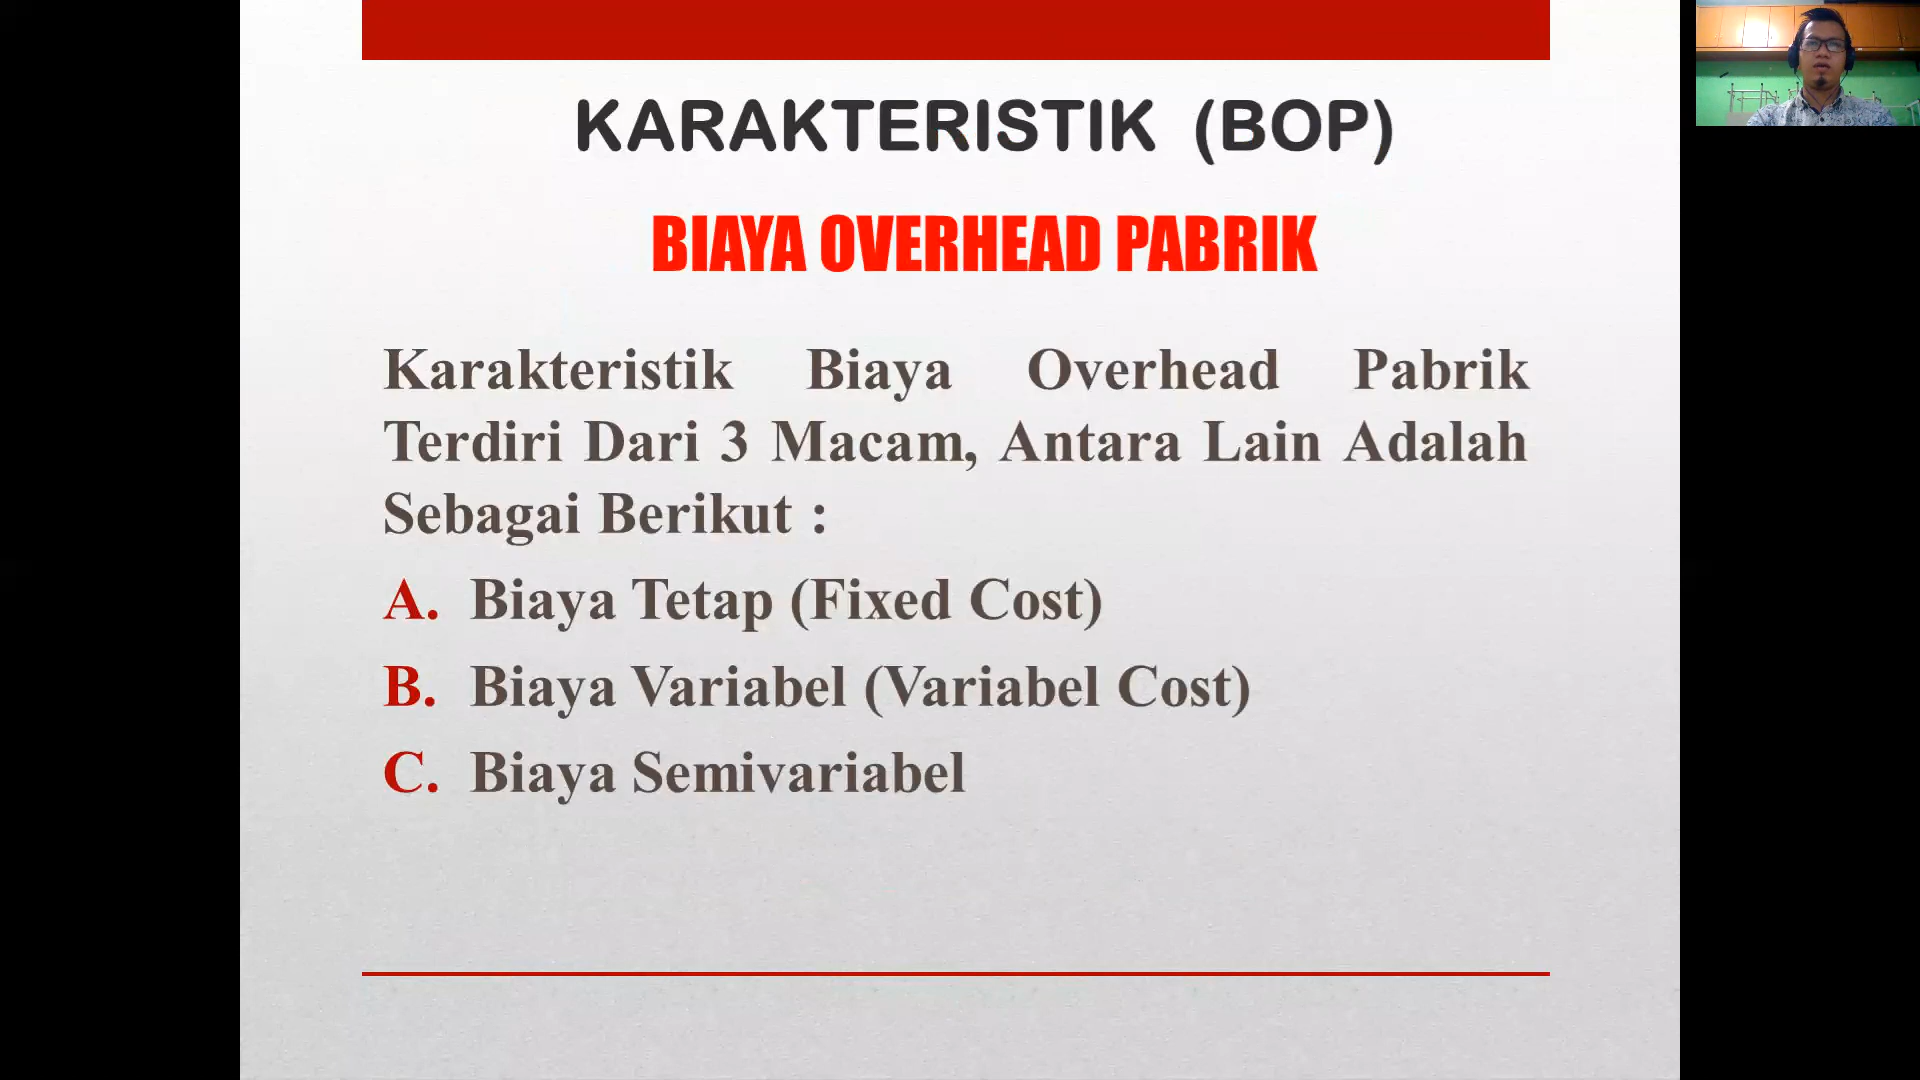 KARAKTERISTIK (BOP)
BIAYA OVERHEAD PABRIK
Karakteristik Biaya Overhead Pabrik
Terdiri Dari 3 Macam, Antara Lain Adalah
Sebagai Berikut :
A. Biaya Tetap (Fixed Cost)
B. Biaya Variabel (Variabel Cost)
C. Biaya Semivariabel